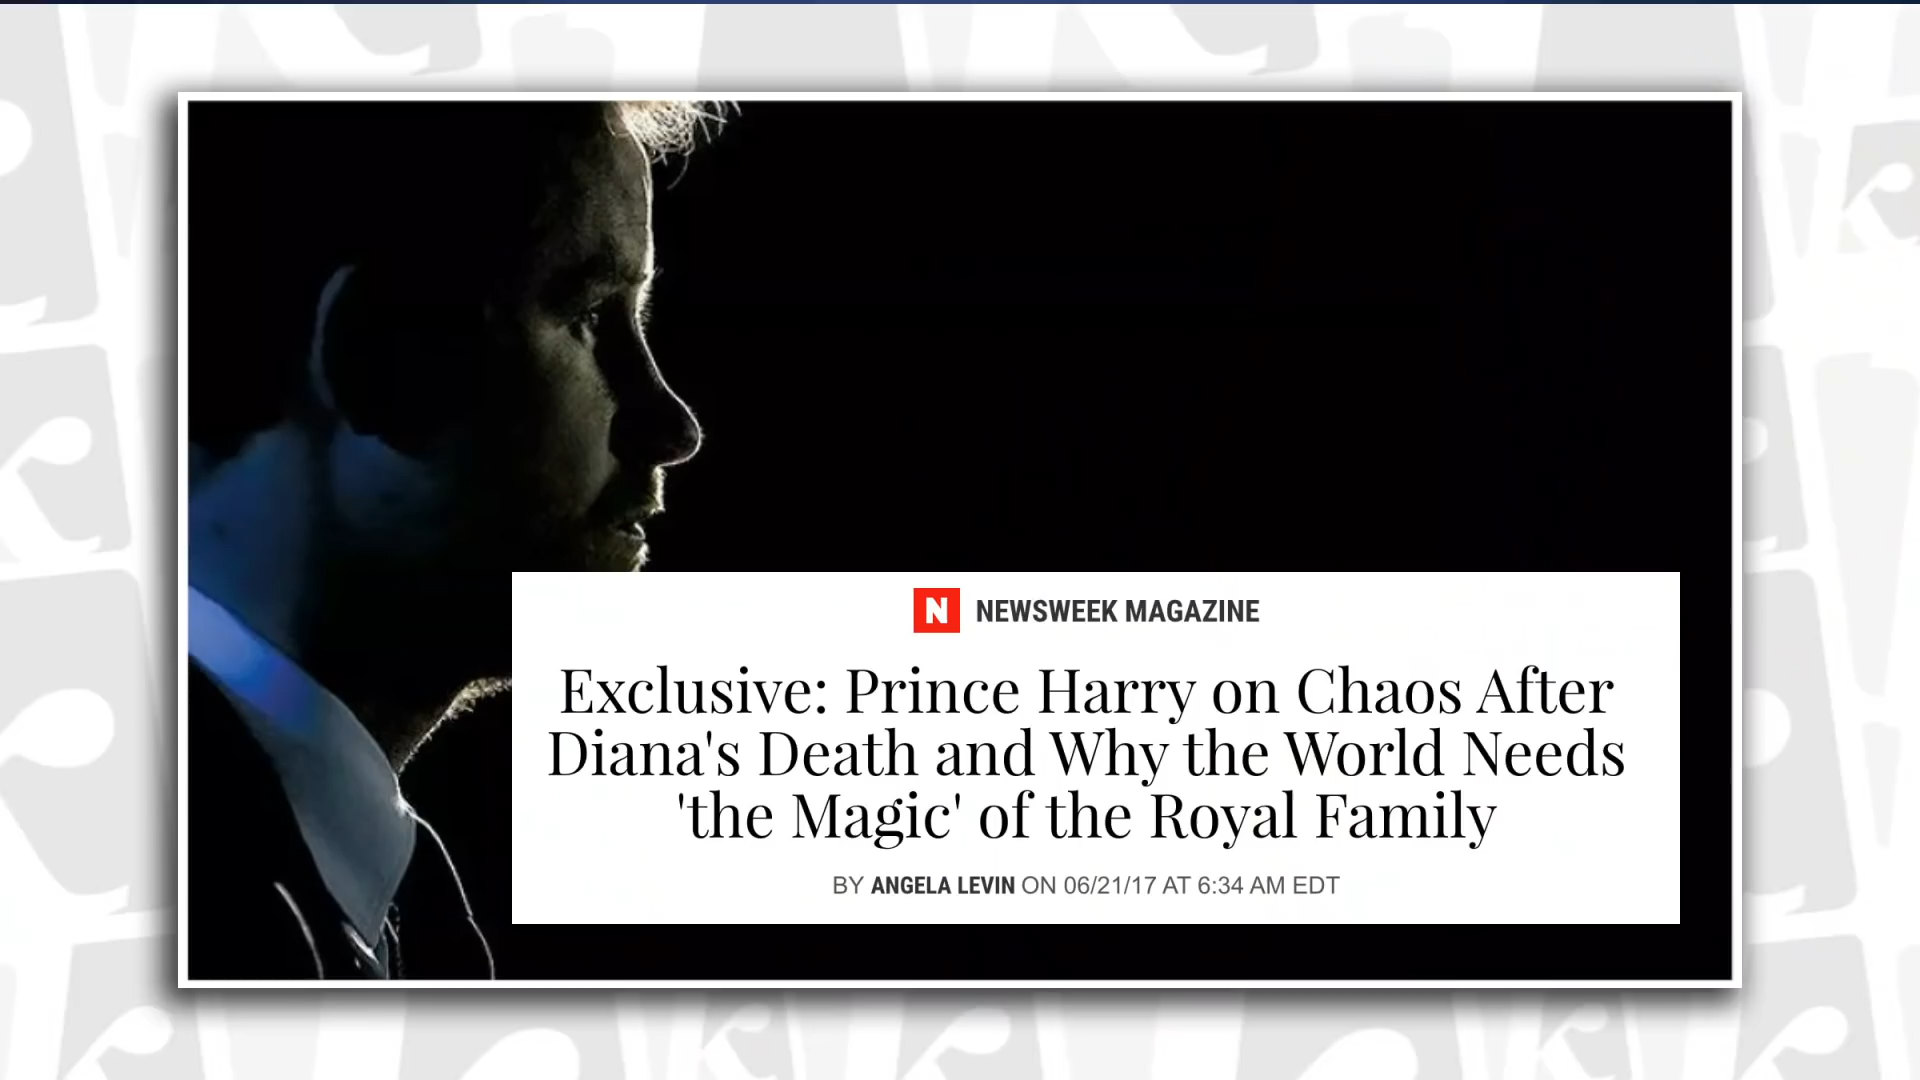 N NEWSWEEK MAGAZINE
Exclusive: Prince Harry on Chaos After
Diana's Death and Why the World Needs
'the Magic' of the Royal Family
BY ANGELA LEVIN ON 06/21/17 AT 6:34 AM EDT